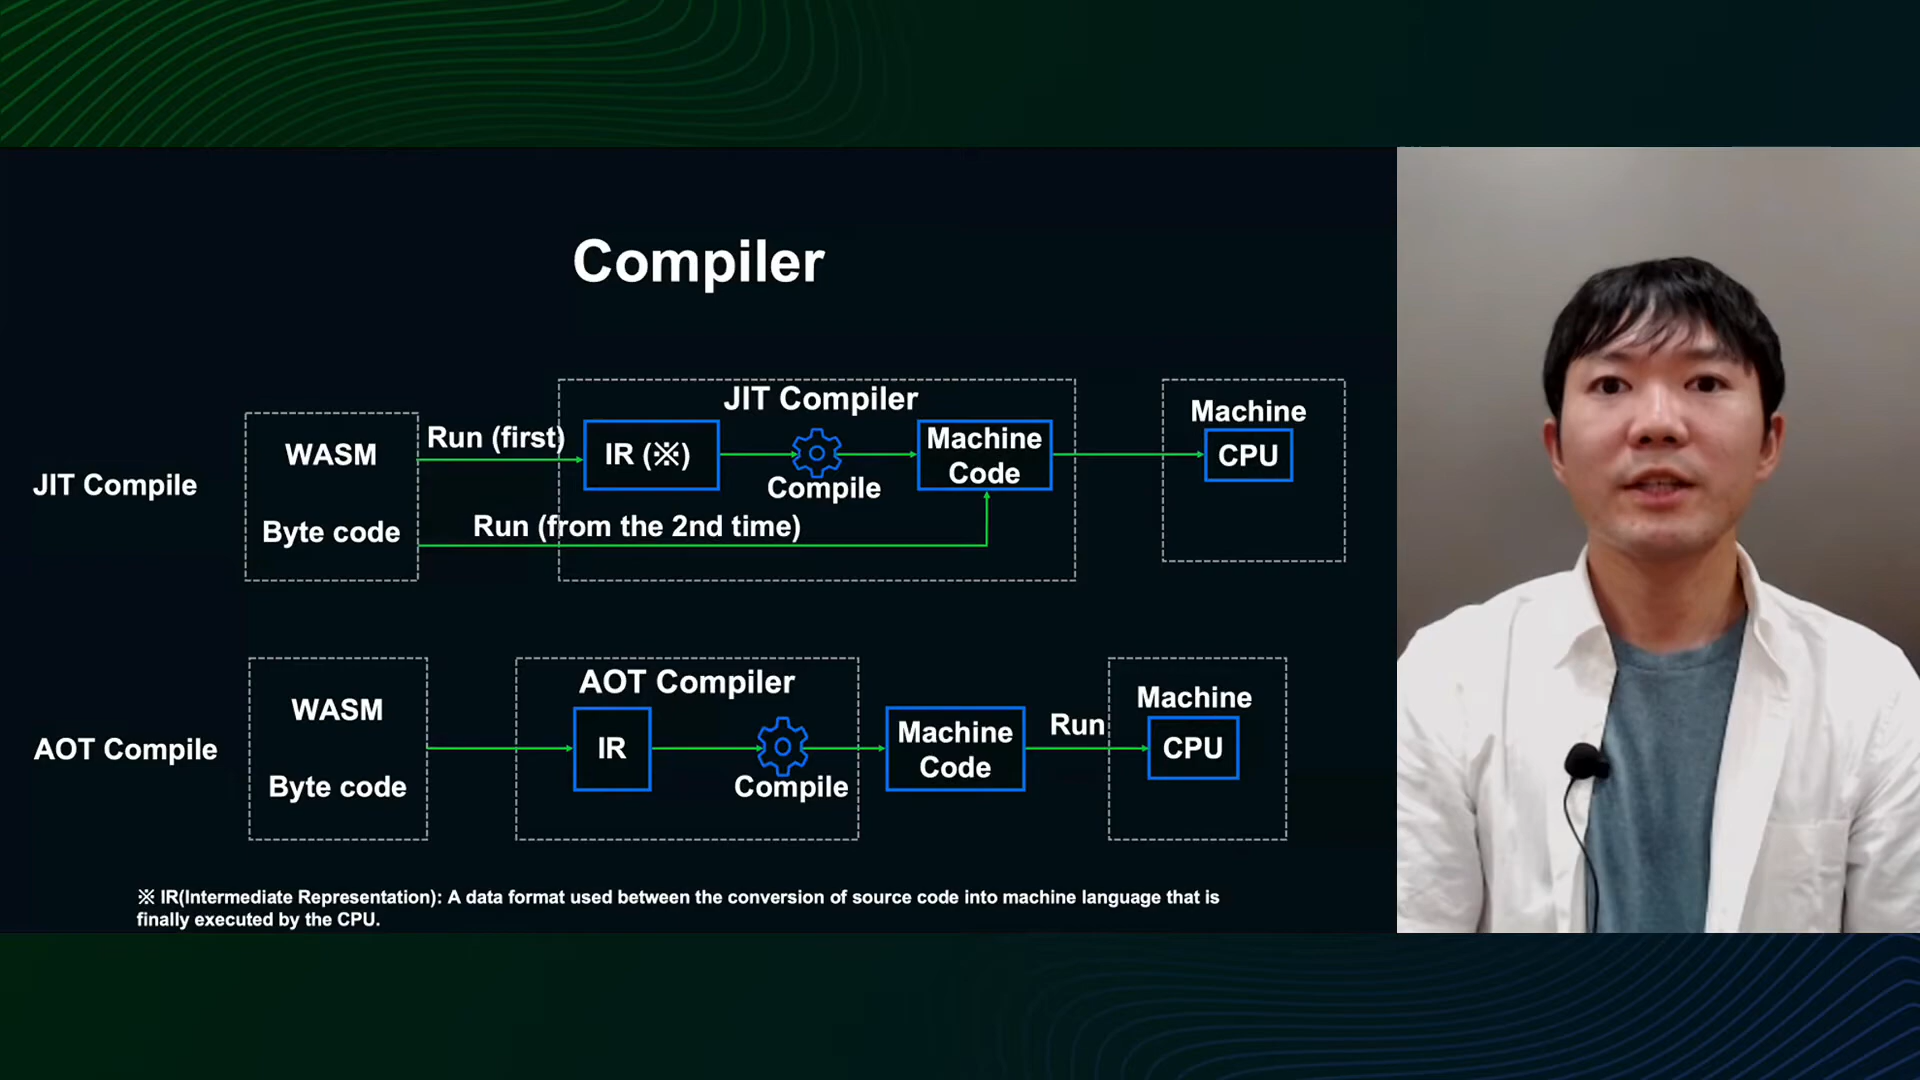 Compiler
JIT Compile
WASM
Byte code
Run (first)
Run (from the 2nd time)
JIT Compiler
IR (※)
Compile
Machine
Code
Machine
CPU
AOT Compile
WASM
Byte code
AOT Compiler
IR
Compile
Machine
Code
Run
Machine
CPU
※ IR(Intermediate Representation): A data format used between the conversion of source code into machine language that is
finally executed by the CPU.